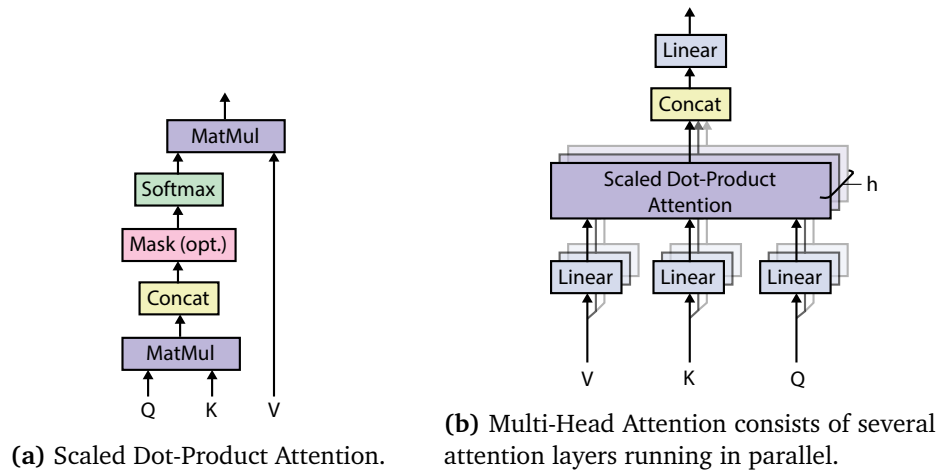 MatMul
Softmax
Mask (opt.)
Concat
MatMul
Q K V
(a) Scaled Dot-Product Attention.
Linear
Concat
Scaled Dot-Product
Attention
h
Linear Linear Linear
V K Q
(b) Multi-Head Attention consists of several
attention layers running in parallel.